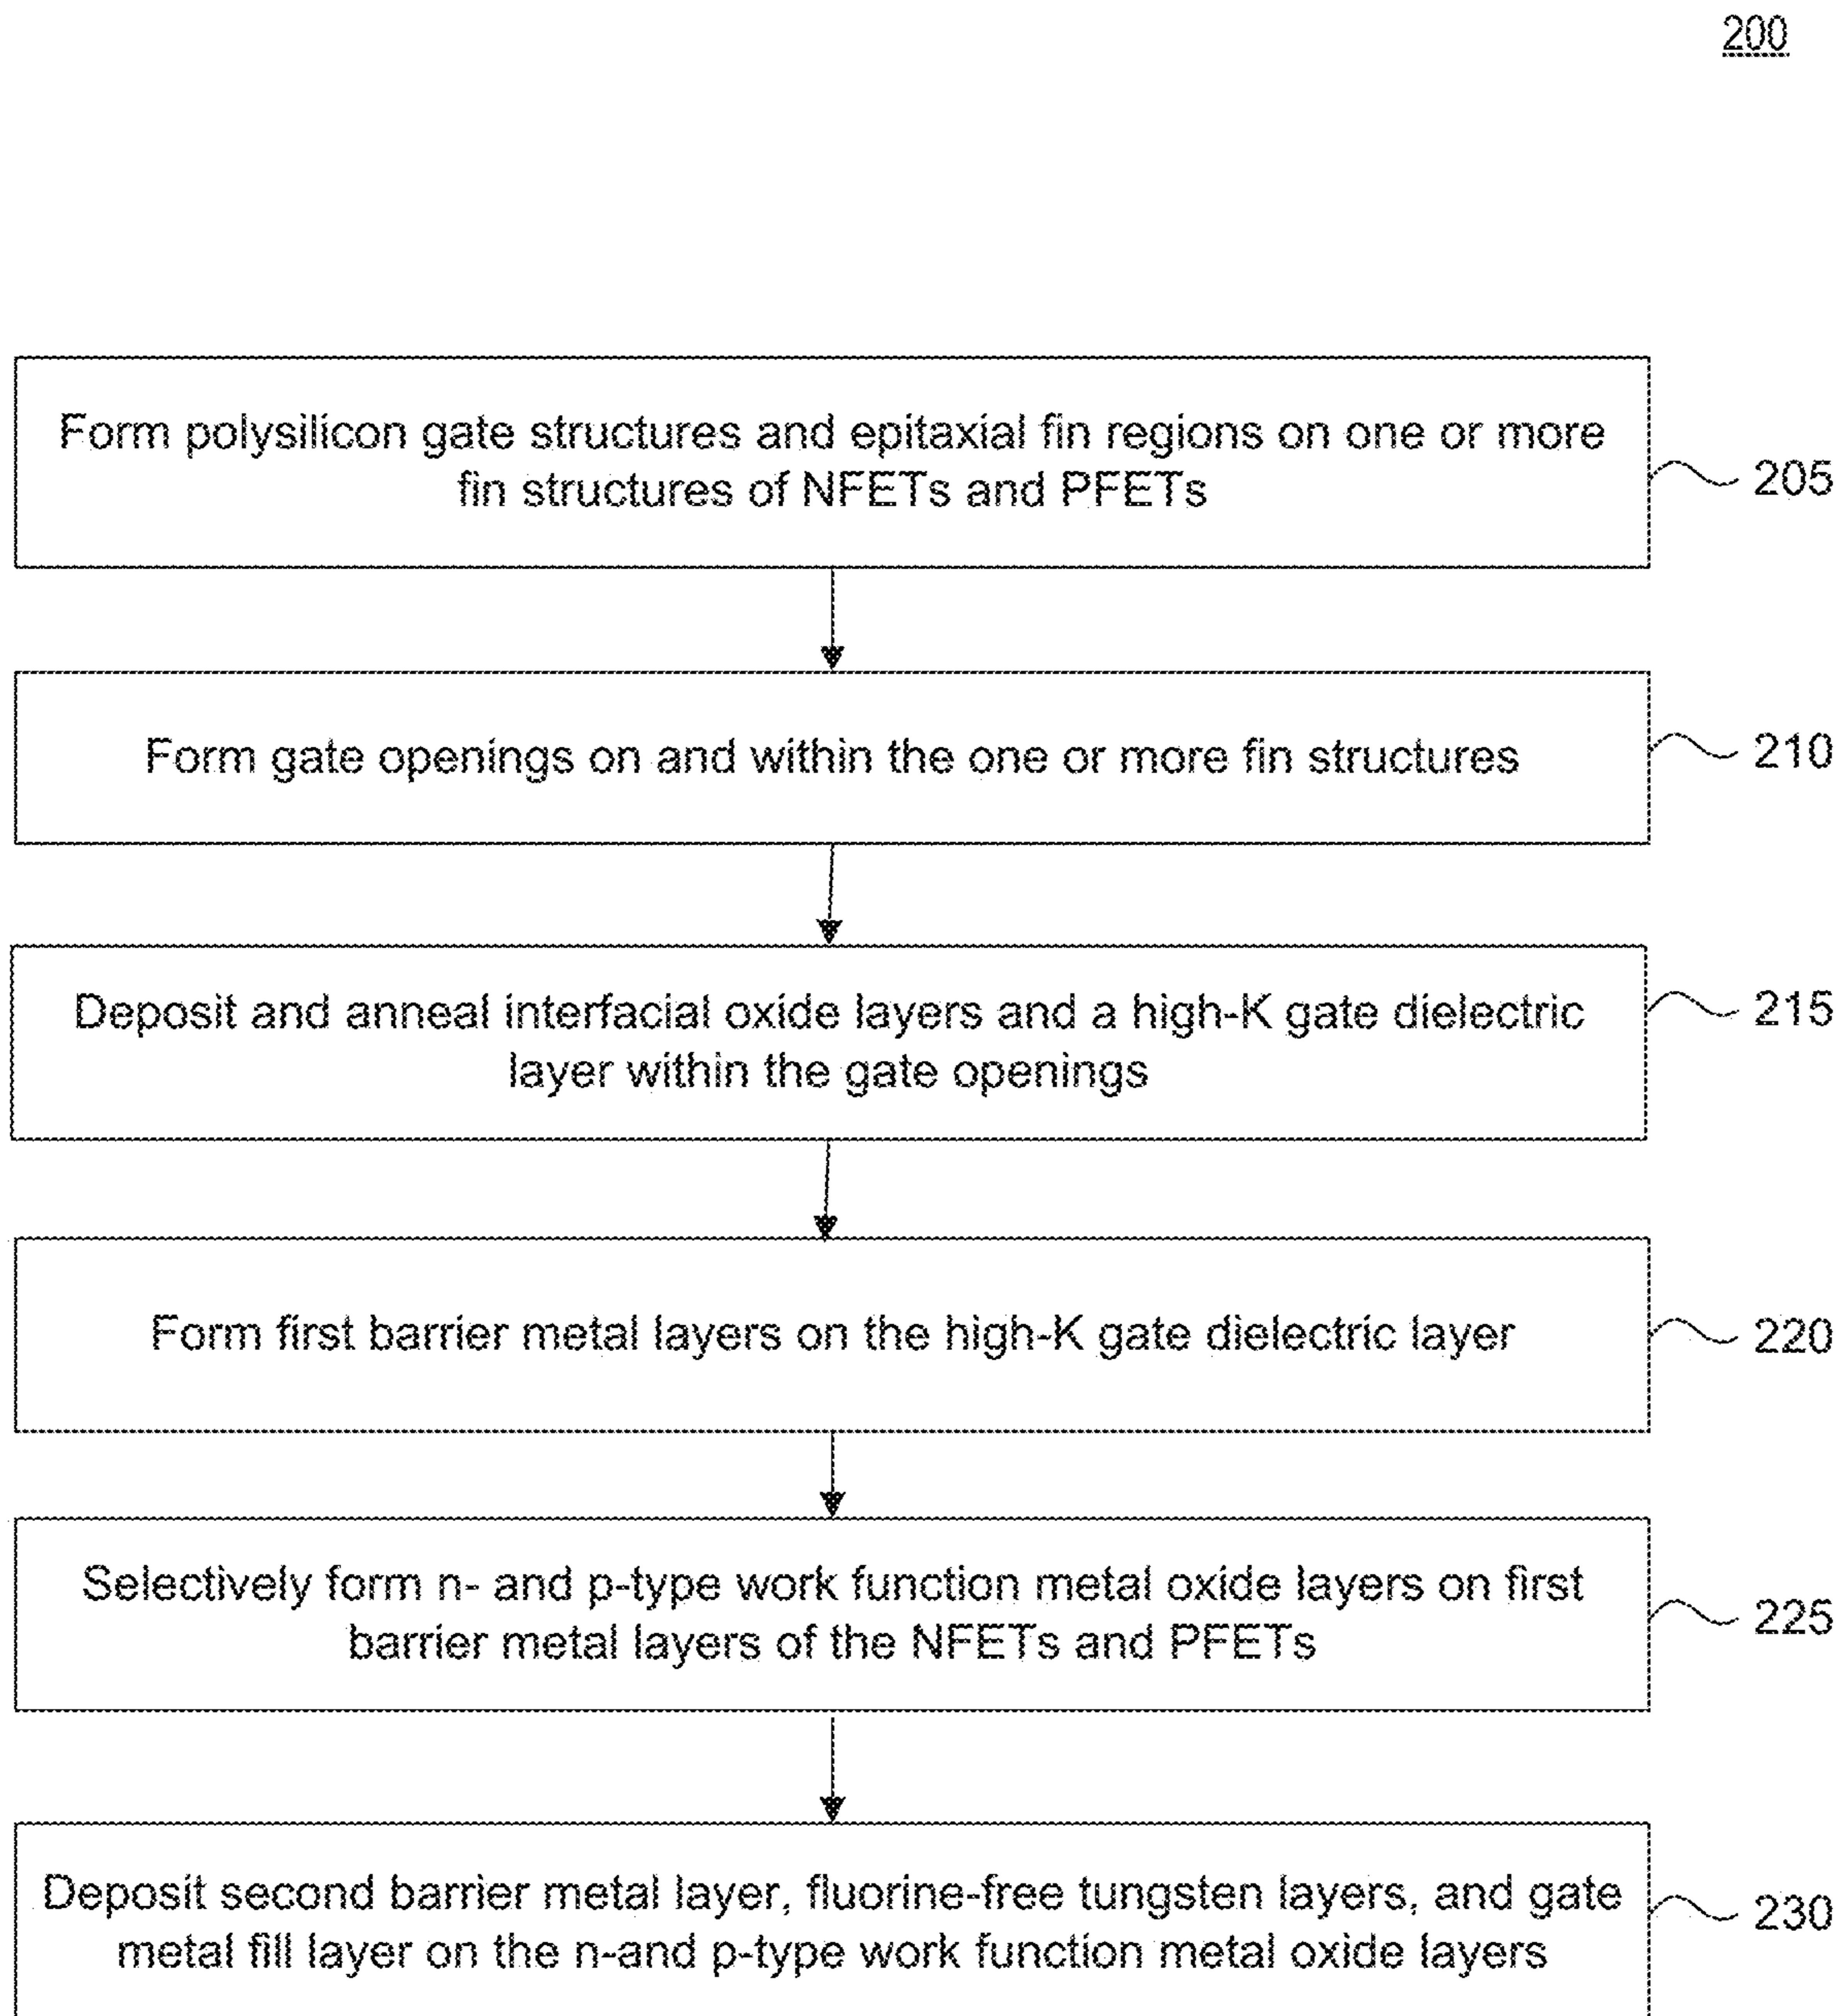 200
Form polysilicon gate structures and epitaxial fin regions on one or more
fin structures of NFETs and PFETs
205
Form gate openings on and within the one or more fin structures
210
Deposit and anneal interfacial oxide layers and a high-K gate dielectric
layer within the gate openings
215
Form first barrier metal layers on the high-K gate dielectric layer
220
Selectively form n- and p-type work function metal oxide layers on first
barrier metal layers of the NFETs and PFETs
225
Deposit second barrier metal layer, fluorine-free tungsten layers, and gate
metal fill layer on the n-and p-type work function metal oxide layers
230